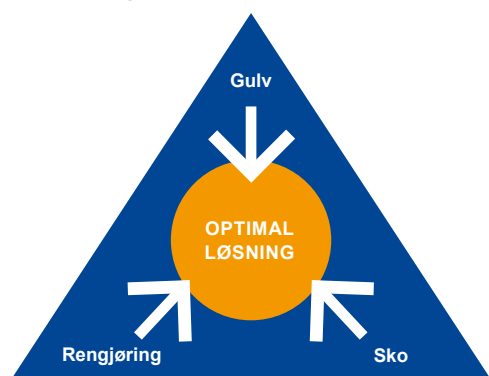 Gulv
OPTIMAL
LØSNING
Rengjøring
Sko